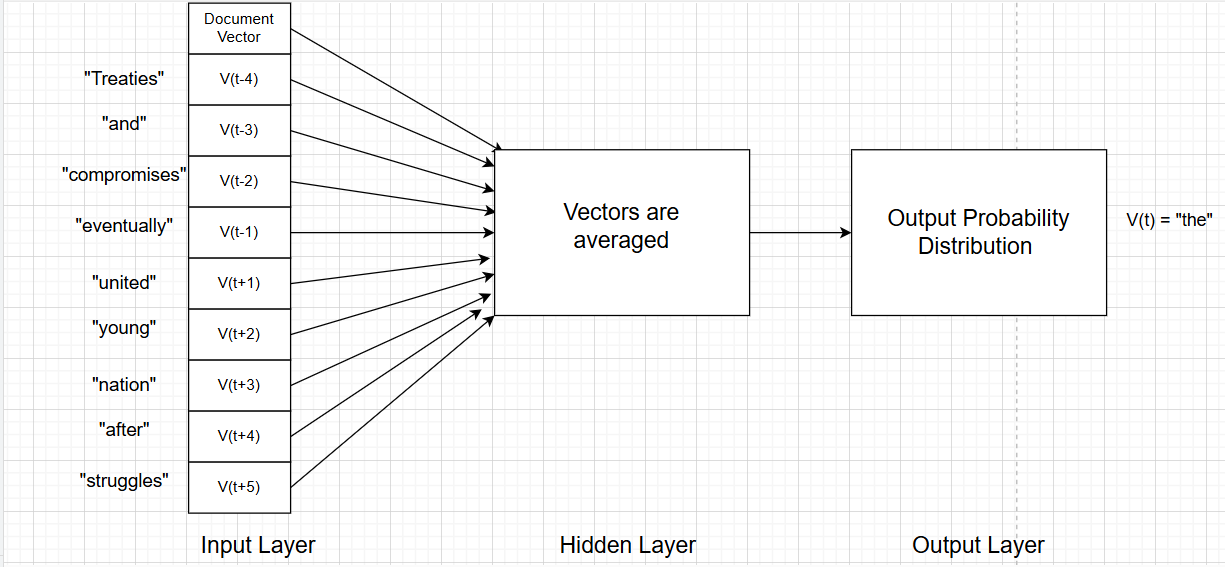 Document
Vector
"Treaties" V(t-4)
"and" V(t-3)
"compromises" V(t-2)
"eventually" V(t-1)
"united" V(t+1)
"young" V(t+2)
"nation" V(t+3)
"after" V(t+4)
"struggles" V(t+5)
Vectors are
averaged
Output Probability
Distribution
V(t) = "the"
Input Layer
Hidden Layer
Output Layer